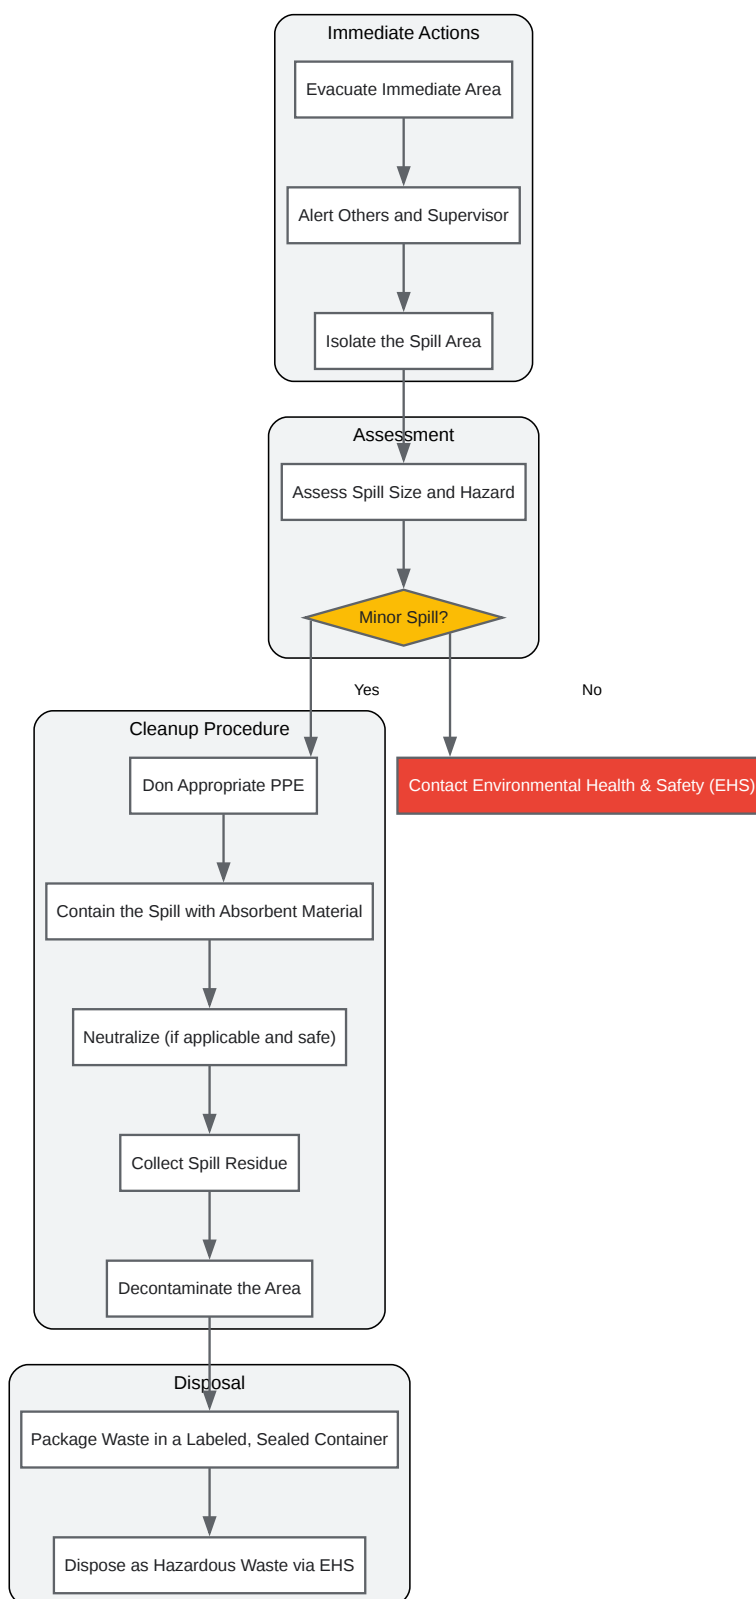 Immediate Actions
Evacuate Immediate Area
Alert Others and Supervisor
Isolate the Spill Area
Assessment
Assess Spill Size and Hazard
Minor Spill?
Yes
No
Cleanup Procedure
Don Appropriate PPE
Contact Environmental Health & Safety (EHS)
Contain the Spill with Absorbent Material
Neutralize (if applicable and safe)
Collect Spill Residue
Decontaminate the Area
Disposal
Package Waste in a Labeled, Sealed Container
Dispose as Hazardous Waste via EHS